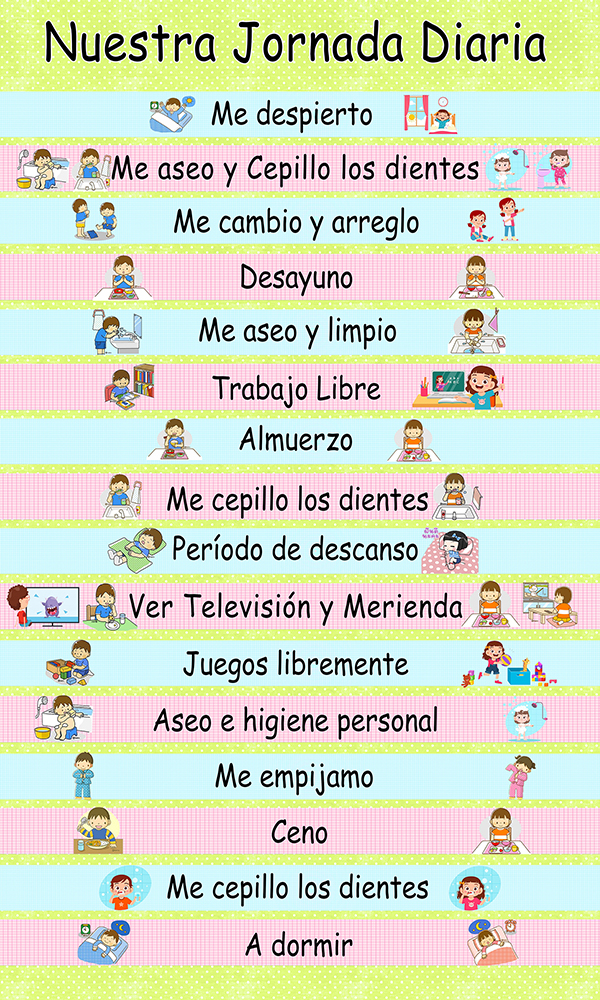 Nuestra Jornada Diaria
Me despierto
Me aseo y Cepillo los dientes
Me cambio y arreglo
Desayuno
Me aseo y limpio
Trabajo Libre
Almuerzo
Me cepillo los dientes
Período de descanso
Ver Televisión y Merienda
Juegos libremente
Aseo e higiene personal
Me empijamo
Ceno
Me cepillo los dientes
A dormir